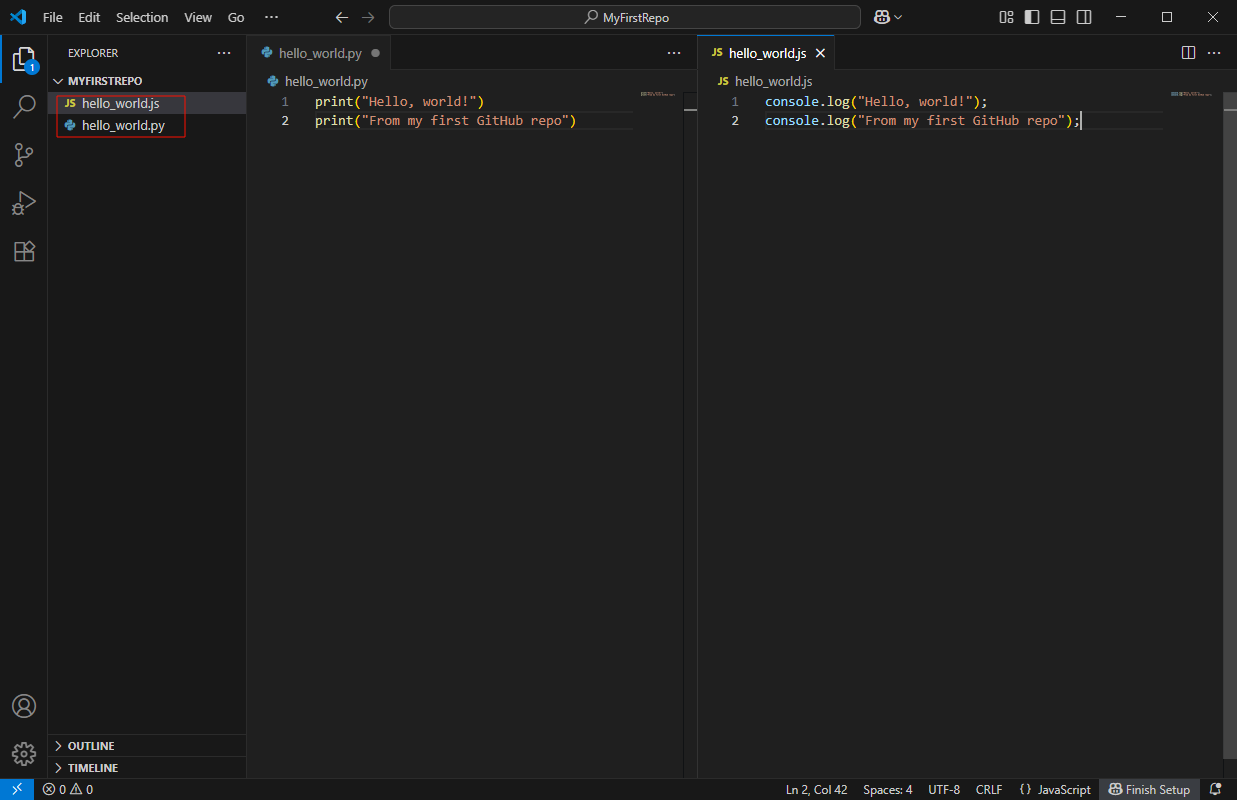 File Edit Selection View Go ··· MyFirstRepo
EXPLORER ···
MYFIRSTREPO
JS hello_world.js
hello_world.py
OUTLINE
TIMELINE
hello_world.py ● ···
hello_world.py
1 print("Hello, world!")
2 print("From my first GitHub repo")
JS hello_world.js ···
JS hello_world.js
1 console.log("Hello, world!");
2 console.log("From my first GitHub repo");
1
0 0 Ln 2, Col 42 Spaces: 4 UTF-8 CRLF {} JavaScript Finish Setup